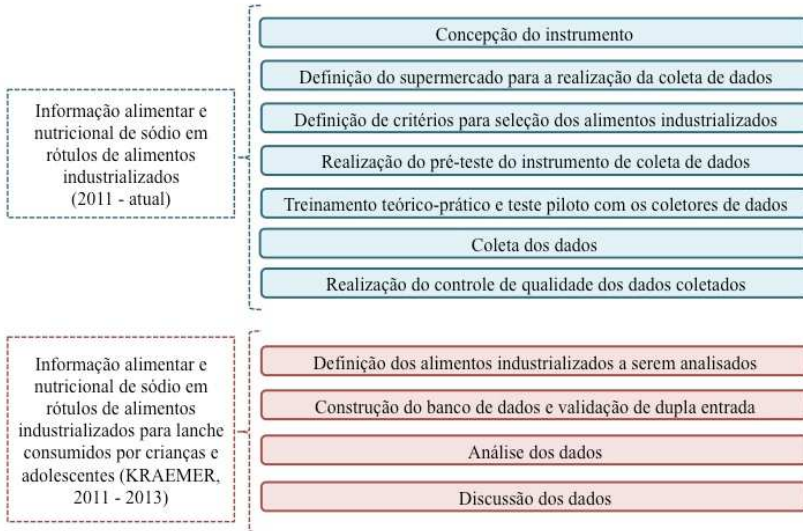 Informação alimentar e
nutricional de sódio em
rótulos de alimentos
industrializados
(2011 - atual)
Concepção do instrumento
Definição do supermercado para a realização da coleta de dados
Definição de critérios para seleção dos alimentos industrializados
Realização do pré-teste do instrumento de coleta de dados
Treinamento teórico-prático e teste piloto com os coletores de dados
Coleta dos dados
Realização do controle de qualidade dos dados coletados
Informação alimentar e
nutricional de sódio em
rótulos de alimentos
industrializados para lanche
consumidos por crianças e
adolescentes (KRAEMER,
2011 - 2013)
Definição dos alimentos industrializados a serem analisados
Construção do banco de dados e validação de dupla entrada
Análise dos dados
Discussão dos dados